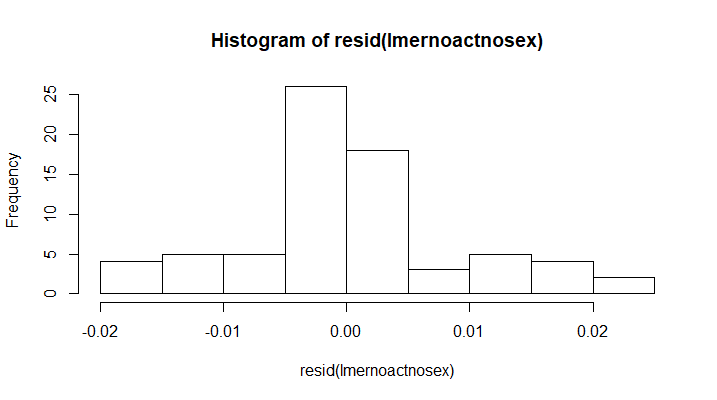 Histogram of resid(lmernoactnosex)
Frequency
25
20
15
10
5
0
-0.02 -0.01 0.00 0.01 0.02
resid(lmernoactnosex)